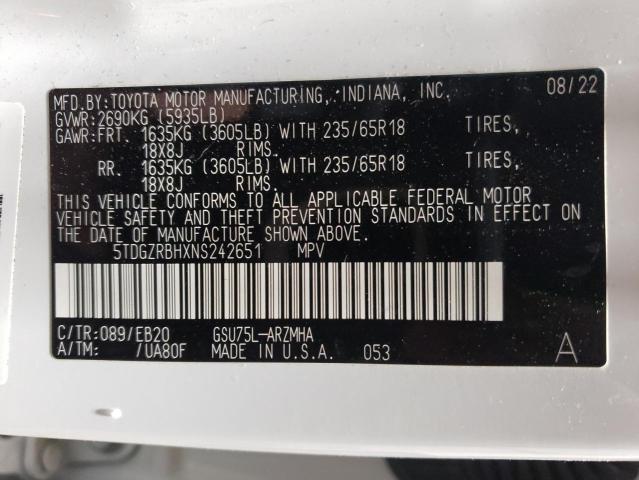 MFD. BY: TOYOTA MOTOR MANUFACTURING, INDIANA, INC. 08/22
GVWR: 2690KG (5935LB)
GAWR: FRT. 1635KG (3605LB) WITH 235/65R18 TIRES,
18X8J RIMS.
RR. 1635KG (3605LB) WITH 235/65R18 TIRES,
18X8J RIMS.
THIS VEHICLE CONFORMS TO ALL APPLICABLE FEDERAL MOTOR
VEHICLE SAFETY AND THEFT PREVENTION STANDARDS IN EFFECT ON
THE DATE OF MANUFACTURE SHOWN ABOVE.
5TDGZRBHXNS242651 MPV
C/TR: 089/EB20 GSU75L-ARZMHA
A/TM: /UA80F MADE IN U.S.A. 053 A